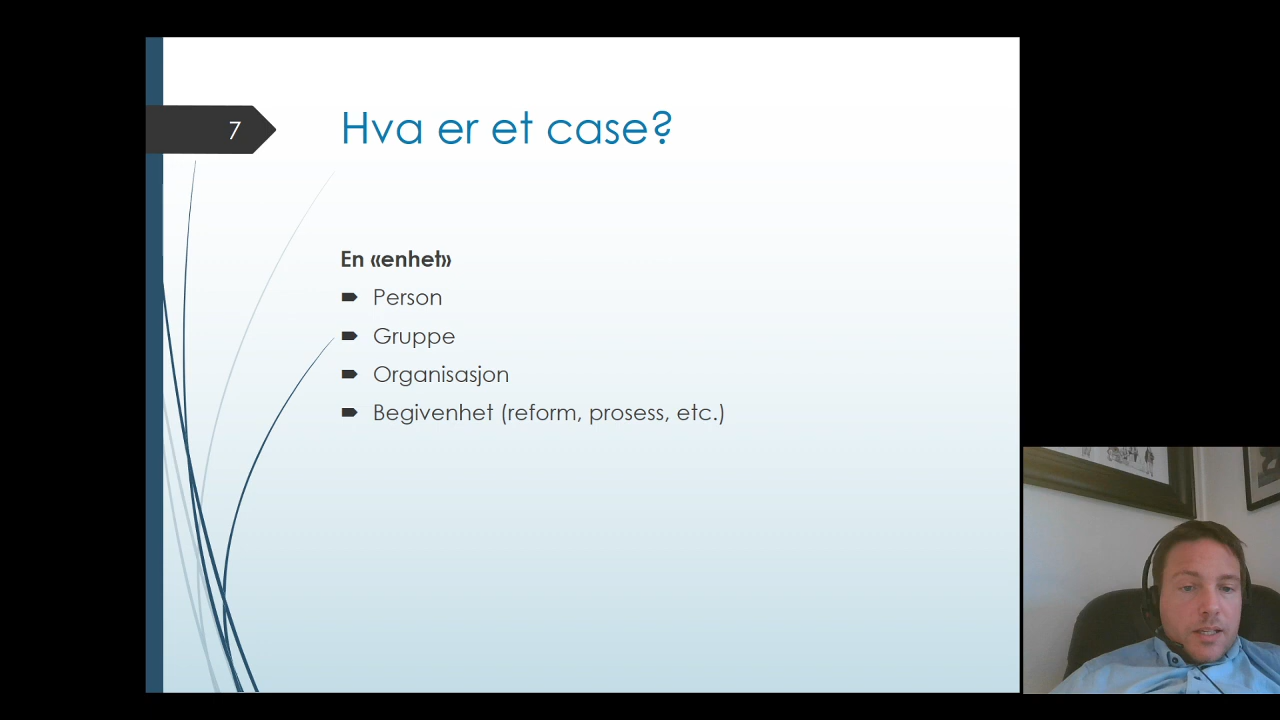 7
Hva er et case?
En «enhet»
Person
Gruppe
Organisasjon
Begivenhet (reform, prosess, etc.)